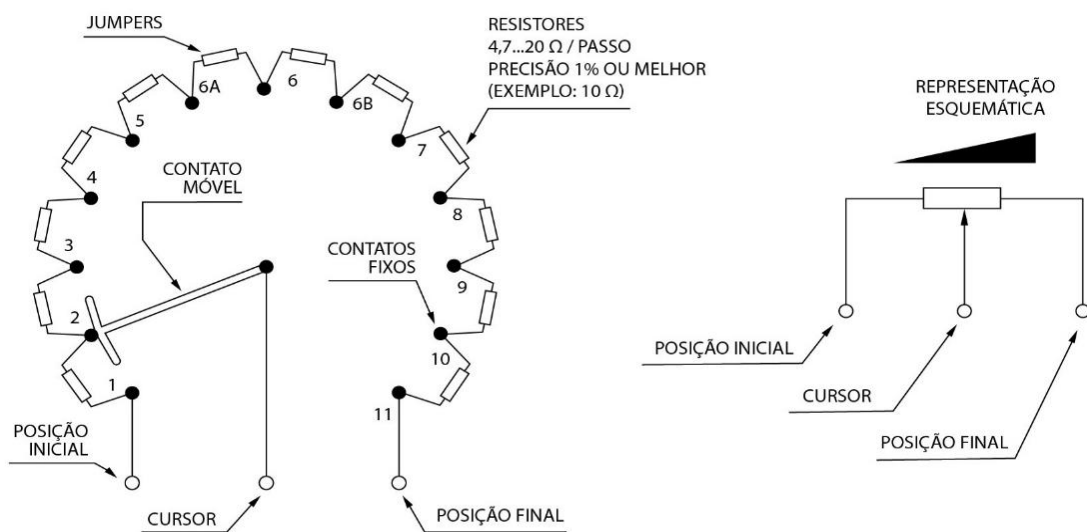 JUMPERS
RESISTORES
4,7...20 Ω / PASSO
PRECISÃO 1% OU MELHOR
(EXEMPLO: 10 Ω)
6A
6
6B
5
7
4
8
CONTATO
MÓVEL
3
CONTATOS
FIXOS
9
2
10
1
11
POSIÇÃO
INICIAL
CURSOR
POSIÇÃO FINAL
REPRESENTAÇÃO
ESQUEMÁTICA
POSIÇÃO INICIAL
CURSOR
POSIÇÃO FINAL